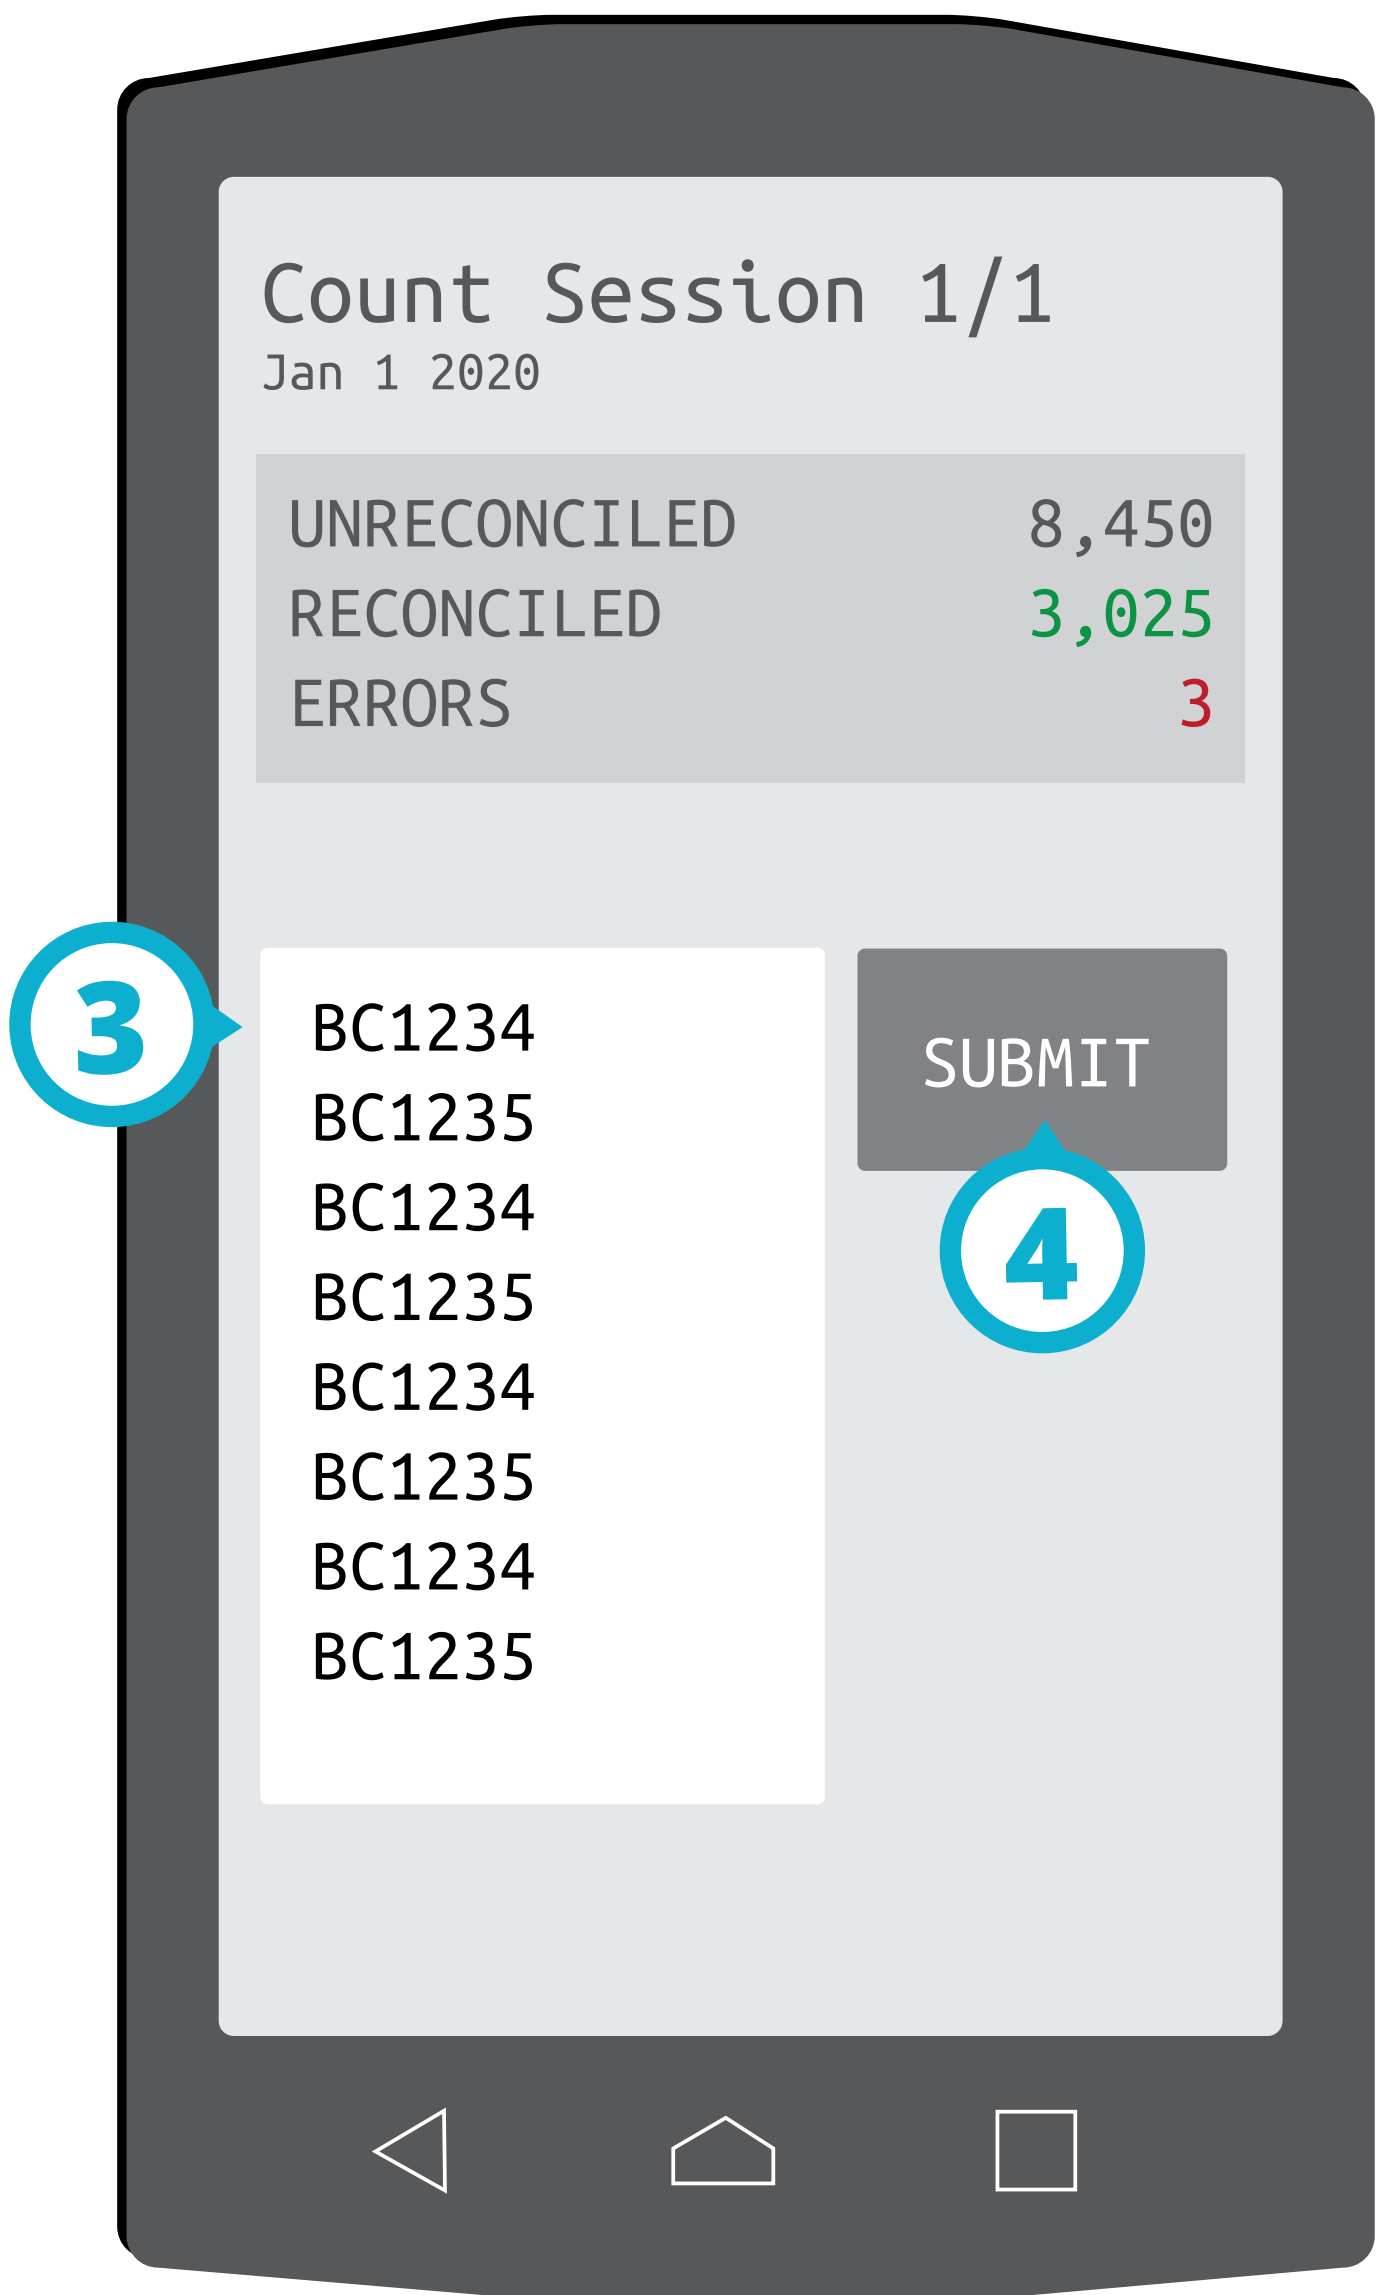 Count Session 1/1
Jan 1 2020
UNRECONCILED 8,450
RECONCILED 3,025
ERRORS 3
3
BC1234
BC1235
BC1234
BC1235
BC1234
BC1235
BC1234
BC1235
SUBMIT
4